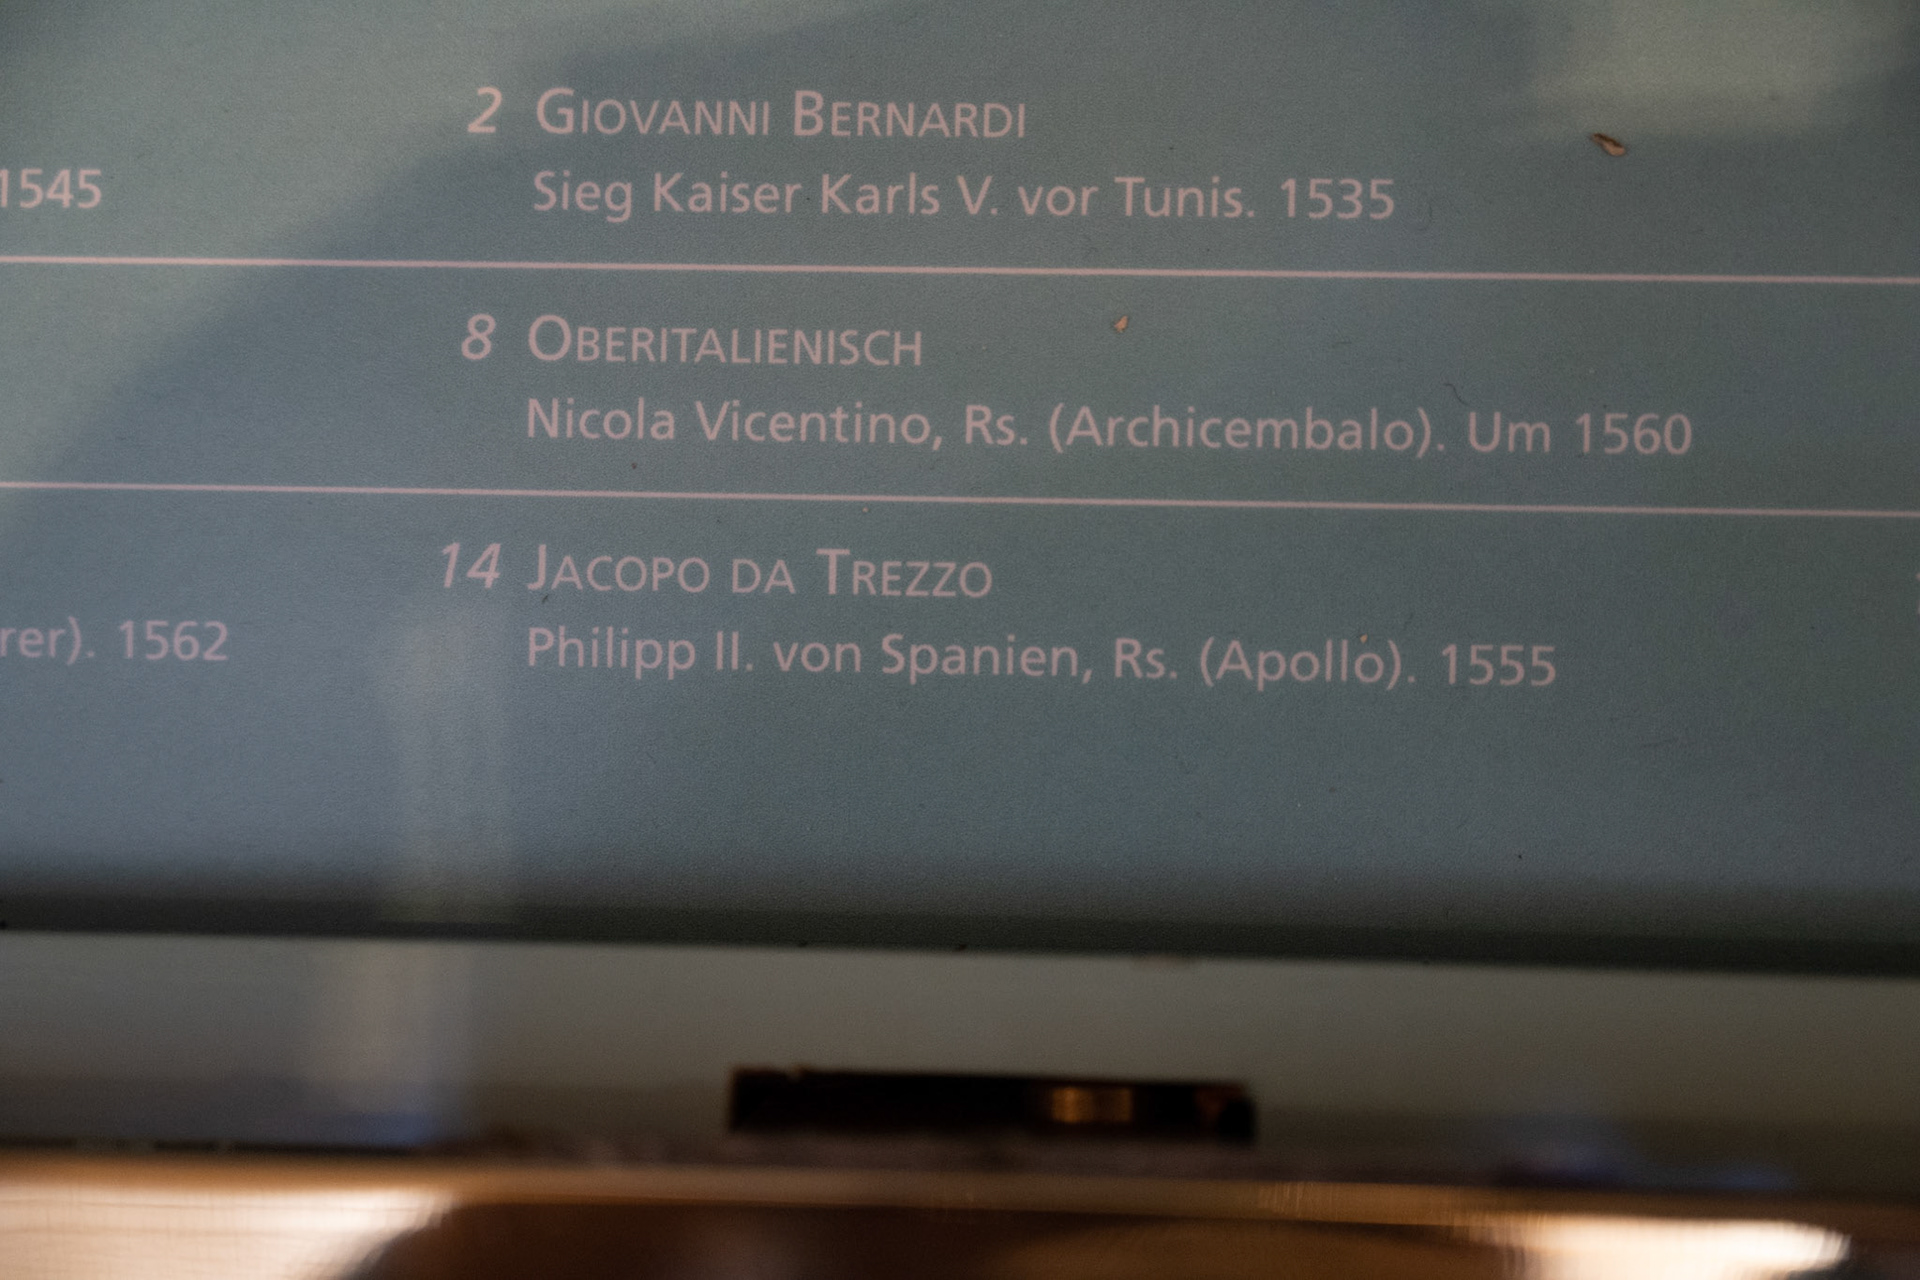 1545
2 GIOVANNI BERNARDI
Sieg Kaiser Karls V. vor Tunis. 1535
8 OBERITALIENISCH
Nicola Vicentino, Rs. (Archicembalo). Um 1560
rer). 1562
14 JACOPO DA TREZZO
Philipp II. von Spanien, Rs. (Apollo). 1555